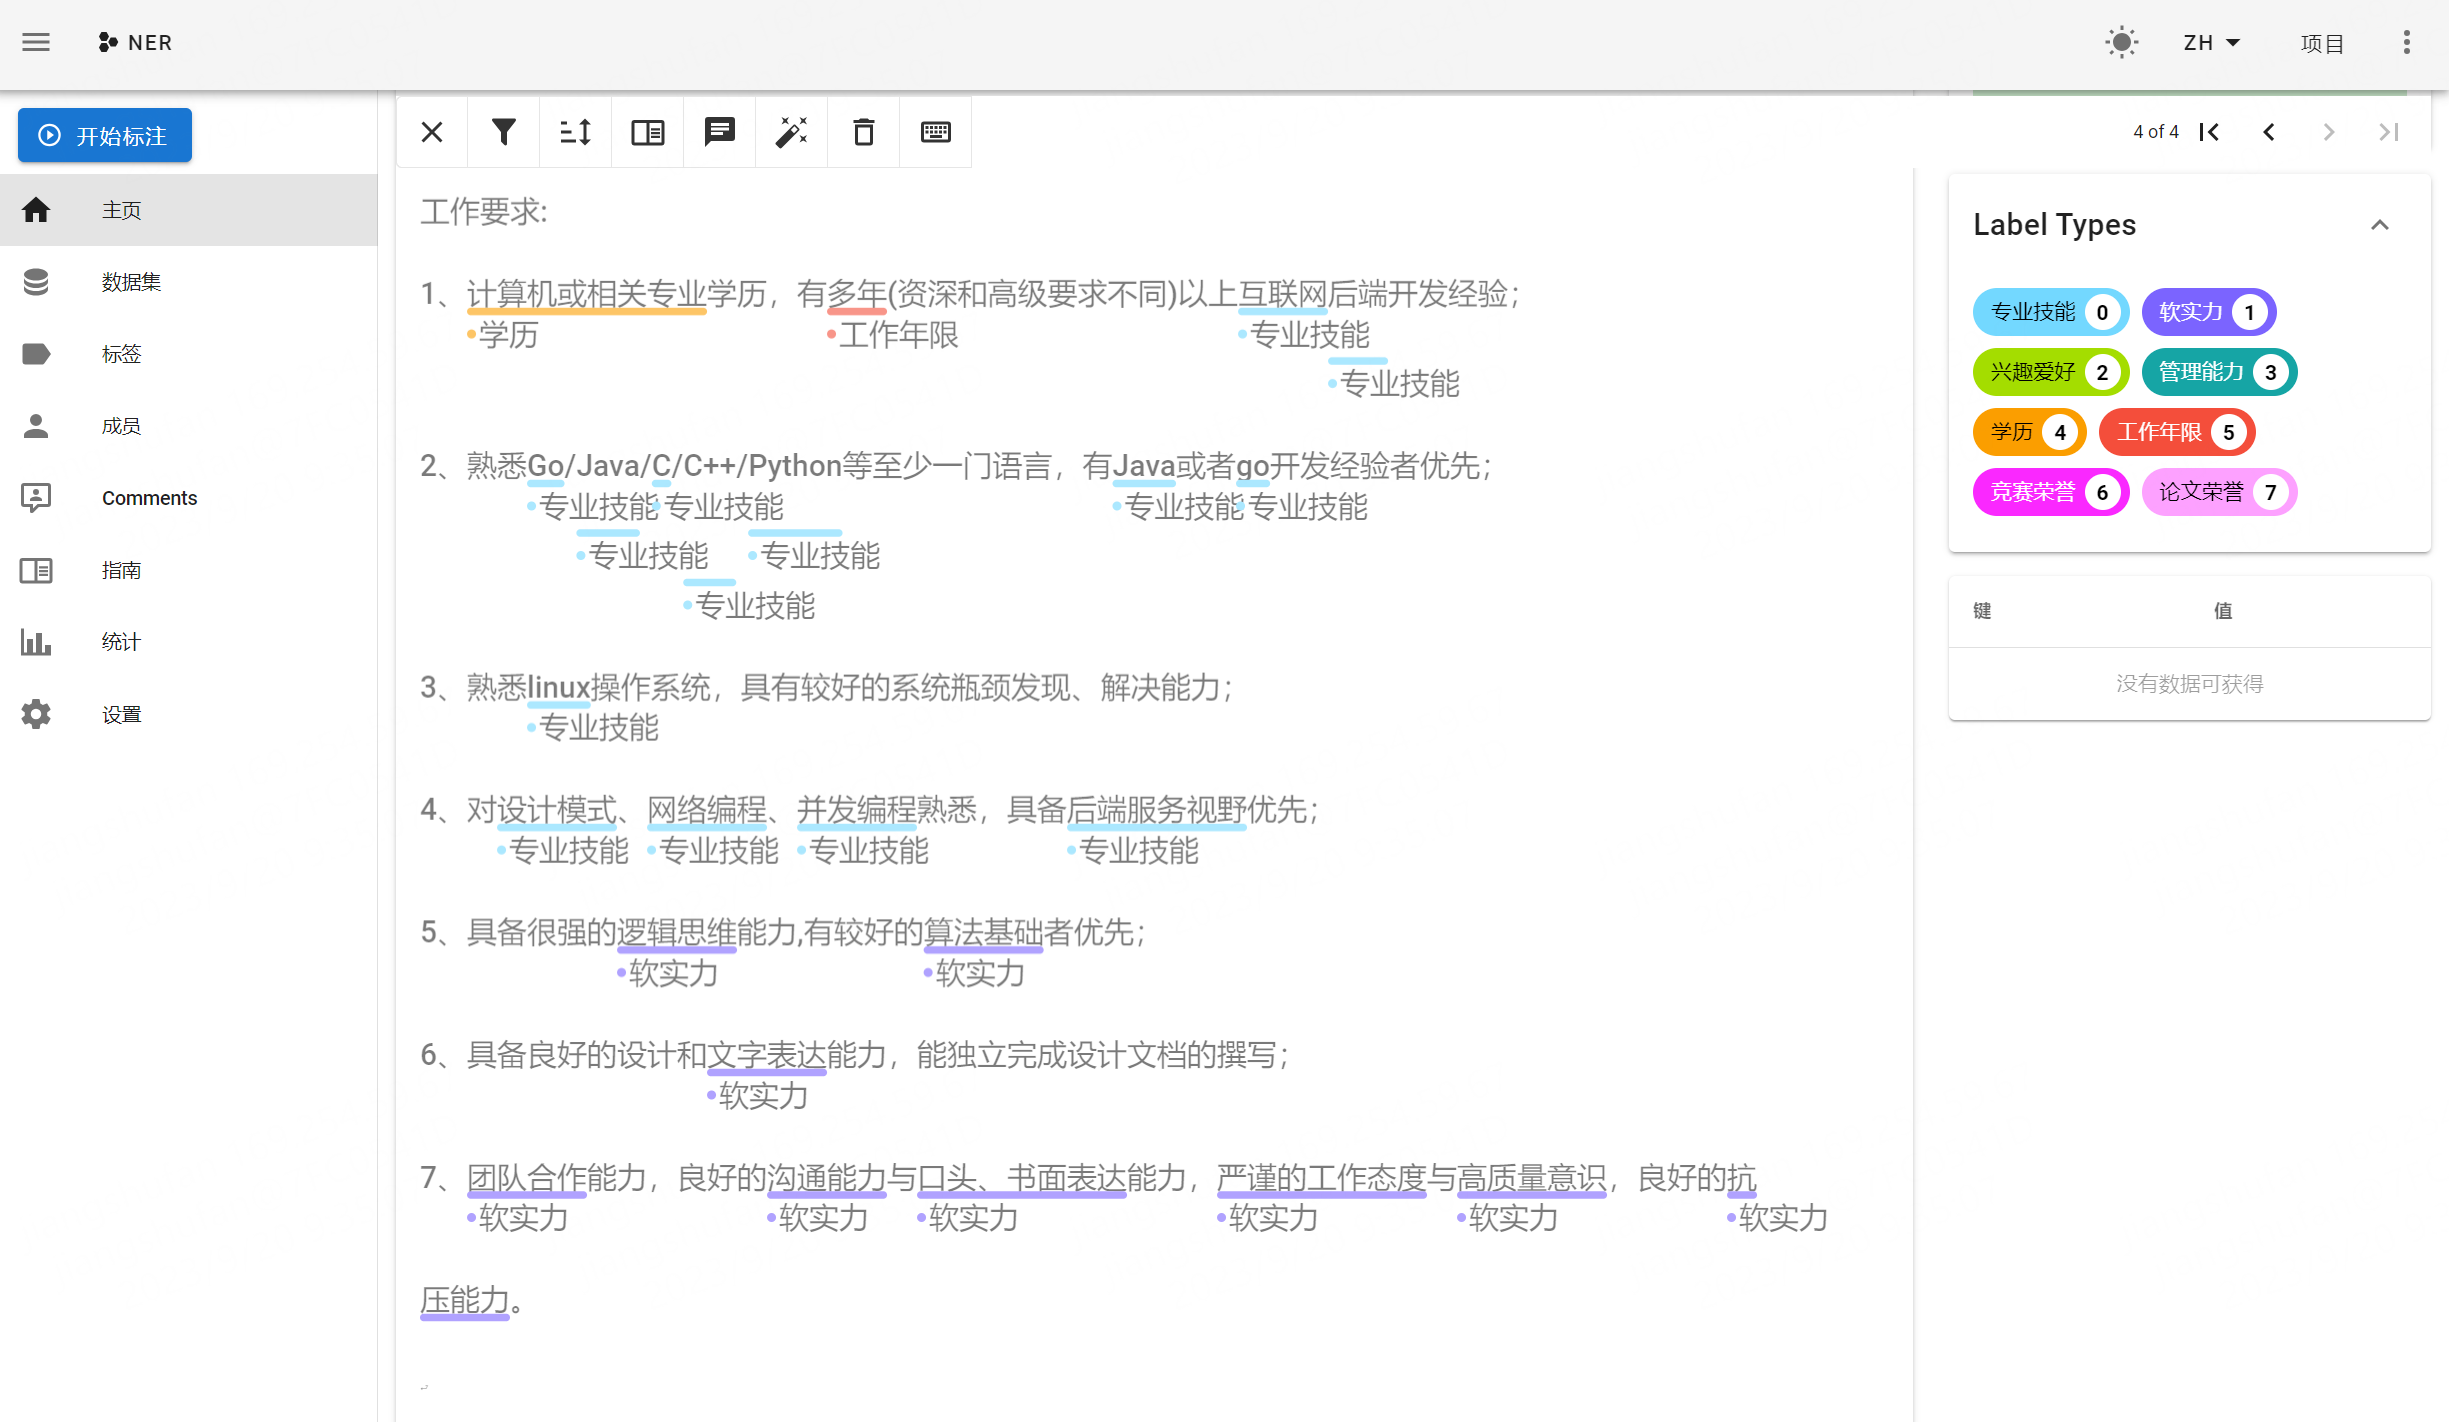 NER
ZH
项目
开始标注
主页
数据集
标签
成员
Comments
指南
统计
设置
4 of 4
工作要求:
1、计算机或相关专业学历，有多年(资深和高级要求不同)以上互联网后端开发经验；
•学历 •工作年限 •专业技能
•专业技能
2、熟悉Go/Java/C/C++/Python等至少一门语言，有Java或者go开发经验者优先；
•专业技能 •专业技能 •专业技能 •专业技能
•专业技能 •专业技能
•专业技能
3、熟悉linux操作系统，具有较好的系统瓶颈发现、解决能力；
•专业技能
4、对设计模式、网络编程、并发编程熟悉，具备后端服务视野优先；
•专业技能 •专业技能 •专业技能 •专业技能
5、具备很强的逻辑思维能力,有较好的算法基础者优先；
•软实力 •软实力
6、具备良好的设计和文字表达能力，能独立完成设计文档的撰写；
•软实力
7、团队合作能力，良好的沟通能力与口头、书面表达能力，严谨的工作态度与高质量意识，良好的抗
•软实力 •软实力 •软实力 •软实力 •软实力 •软实力
压能力。
Label Types
专业技能 0 软实力 1
兴趣爱好 2 管理能力 3
学历 4 工作年限 5
竞赛荣誉 6 论文荣誉 7
键 值
没有数据可获得